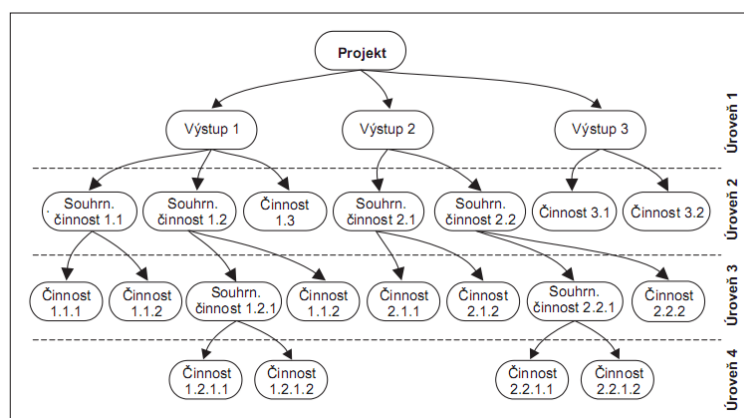 Projekt
Úroveň 1
Výstup 1
Výstup 2
Výstup 3
Úroveň 2
Souhrn.
činnost 1.1
Souhrn.
činnost 1.2
Činnost
1.3
Souhrn.
činnost 2.1
Souhrn.
činnost 2.2
Činnost 3.1
Činnost 3.2
Úroveň 3
Činnost
1.1.1
Činnost
1.1.2
Souhrn.
činnost 1.2.1
Činnost
1.1.2
Činnost
2.1.1
Činnost
2.1.2
Souhrn.
činnost 2.2.1
Činnost
2.2.2
Úroveň 4
Činnost
1.2.1.1
Činnost
1.2.1.2
Činnost
2.2.1.1
Činnost
2.2.1.2